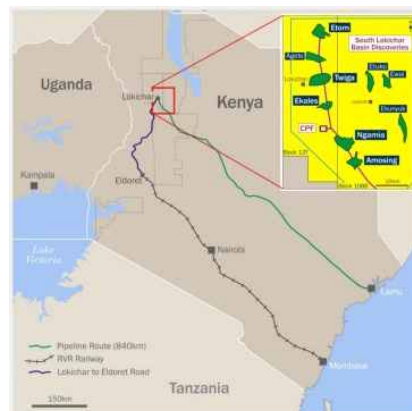 Uganda
Kenya
Lokichar
Kampala
Eldoret
Lake
Victoria
Nairobi
Lamu
Mombasa
Tanzania
Pipeline Route (840km)
RVR Railway
Lokichar to Eldoret Road
150km
South Lokichar
Basin Discoveries
Etom
Agete
Twiga
Etuko
Ekales
Ekunyuk
CPF
Ngamia
Amosing